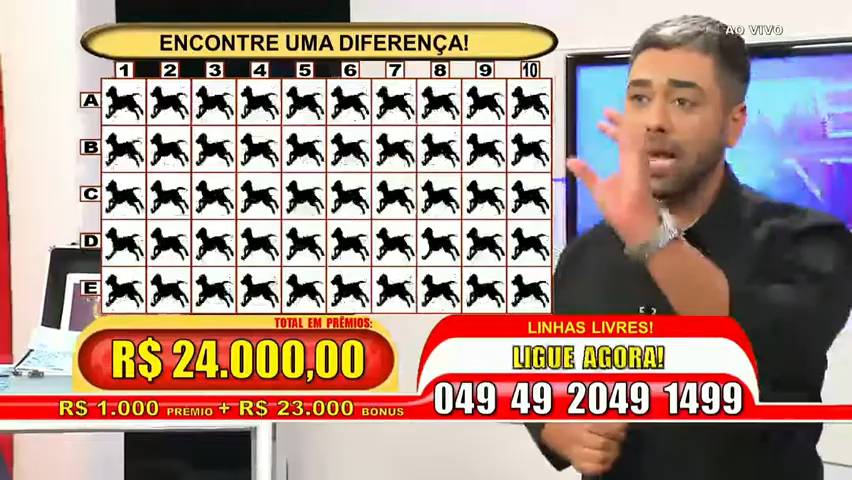 AO VIVO
ENCONTRE UMA DIFERENÇA!
1 2 3 4 5 6 7 8 9 10
A
B
C
D
E
TOTAL EM PRÊMIOS:
R$ 24.000,00
LINHAS LIVRES!
LIGUE AGORA!
049 49 2049 1499
R$ 1.000 PRÊMIO + R$ 23.000 BONUS